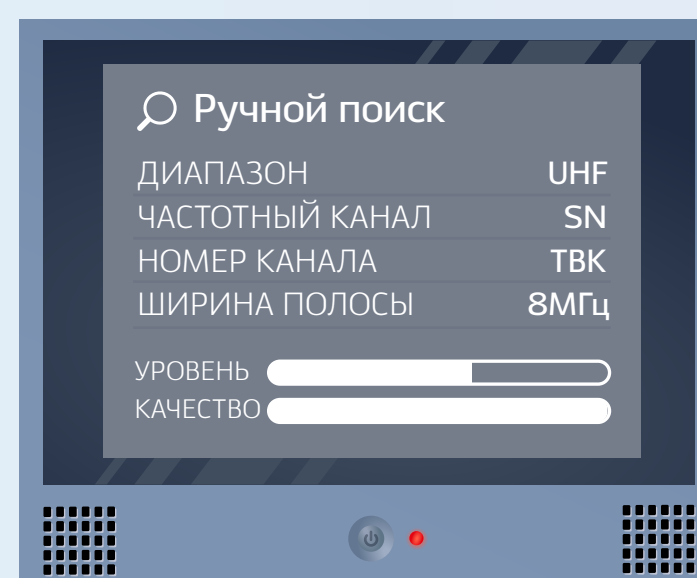 Ручной поиск
ДИАПАЗОН UHF
ЧАСТОТНЫЙ КАНАЛ SN
НОМЕР КАНАЛА ТВК
ШИРИНА ПОЛОСЫ 8МГц
УРОВЕНЬ
КАЧЕСТВО